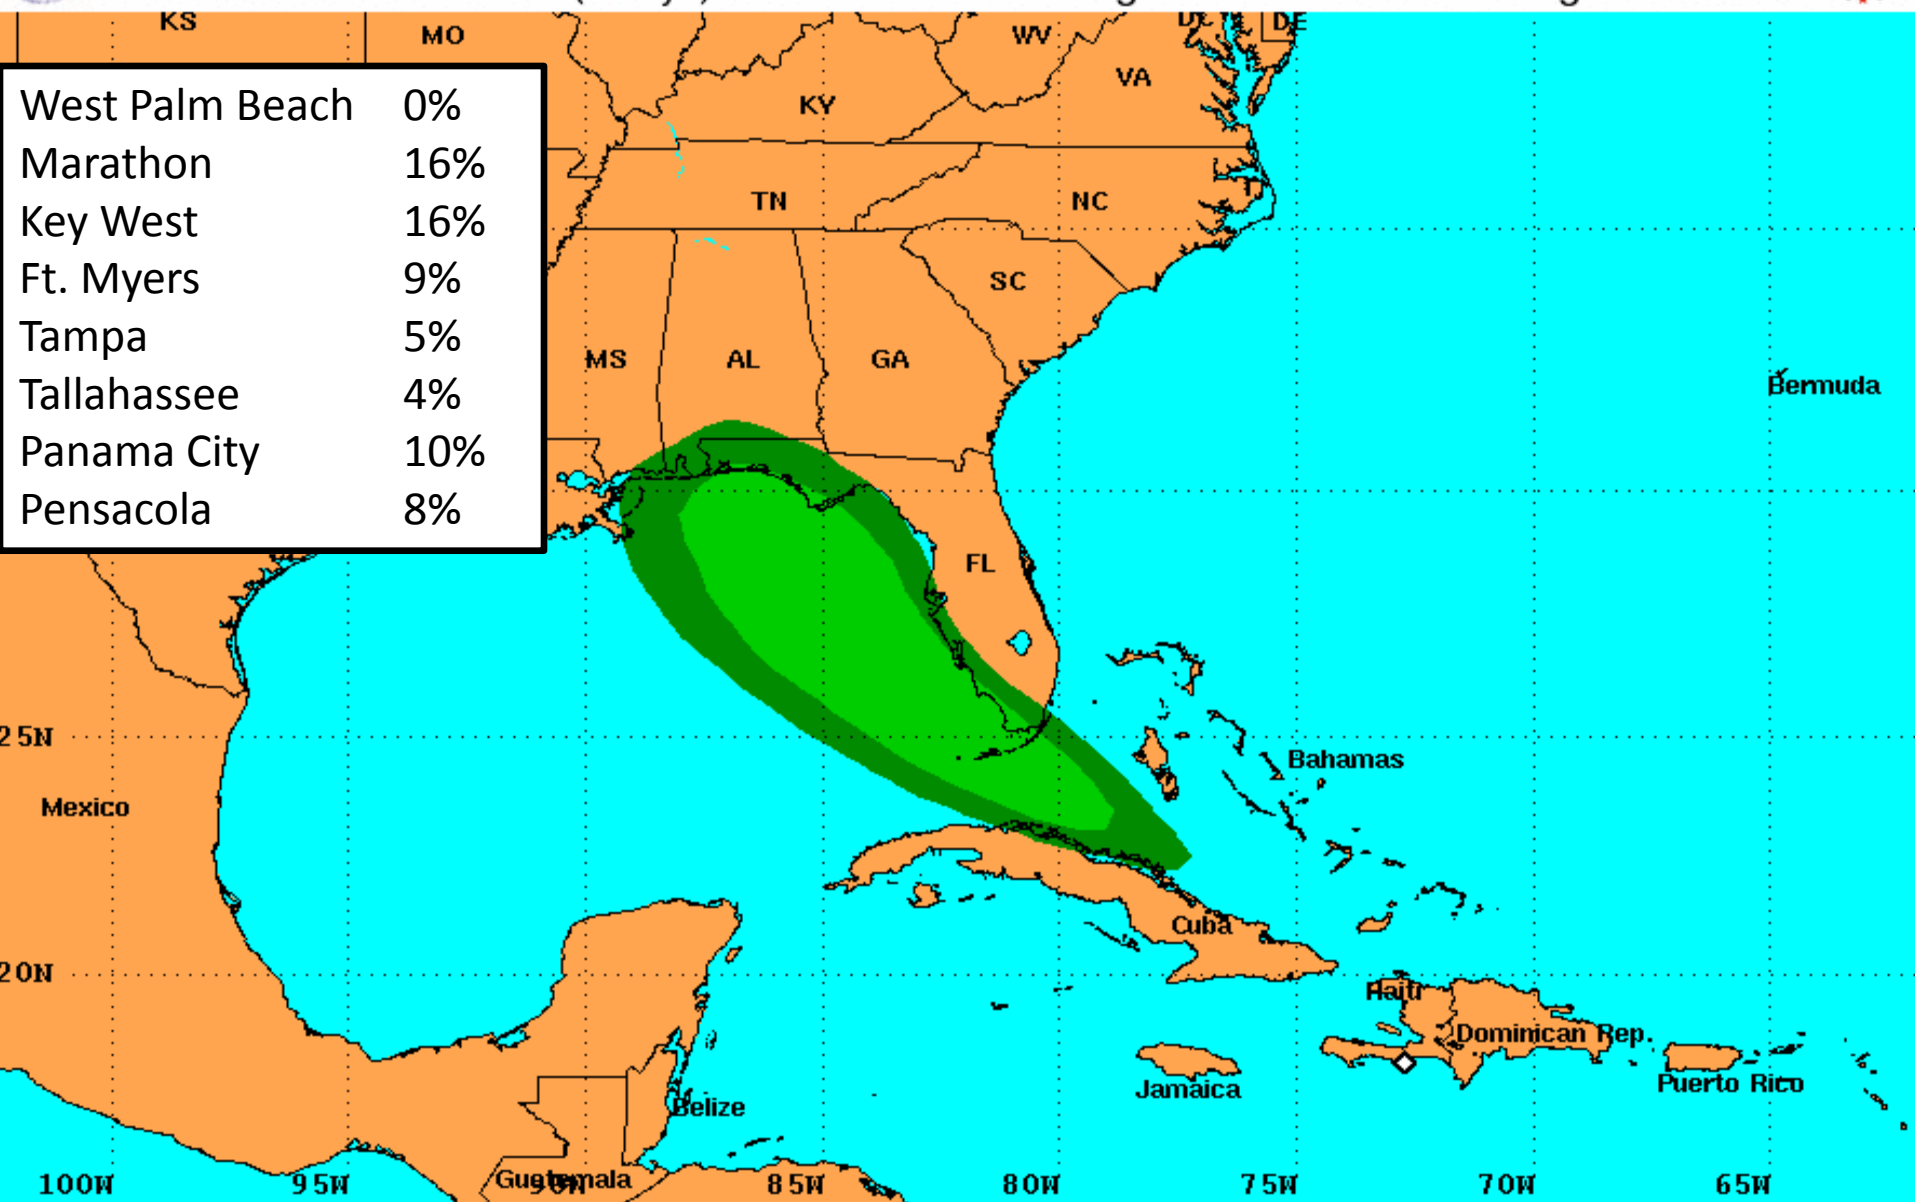 KS
MO
WV
DC
DE
VA
KY
West Palm Beach 0%
Marathon 16%
Key West 16%
Ft. Myers 9%
Tampa 5%
Tallahassee 4%
Panama City 10%
Pensacola 8%
TN
NC
SC
MS
AL
GA
Bermuda
FL
25N
Bahamas
Mexico
Cuba
20N
Haiti
Dominican Rep.
Jamaica
Puerto Rico
Belize
Guatemala
100W 95W 90W 85W 80W 75W 70W 65W